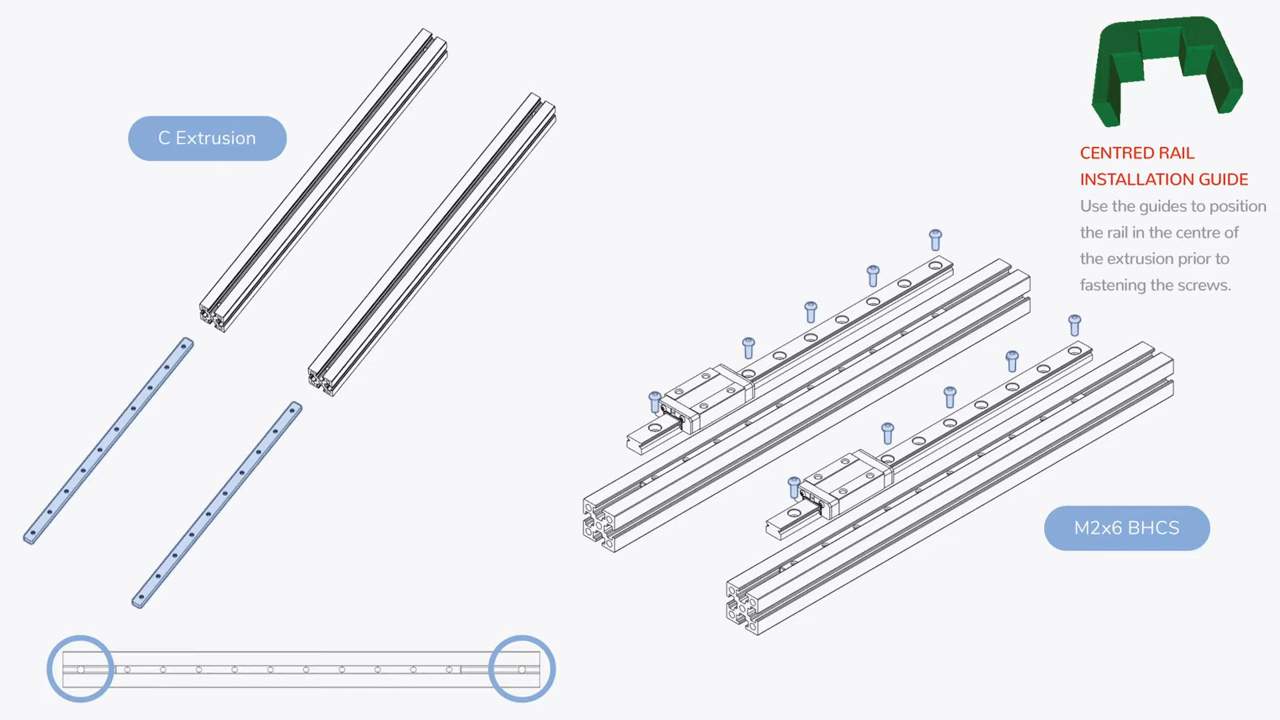 C Extrusion
CENTRED RAIL
INSTALLATION GUIDE
Use the guides to position
the rail in the centre of
the extrusion prior to
fastening the screws.
M2x6 BHCS